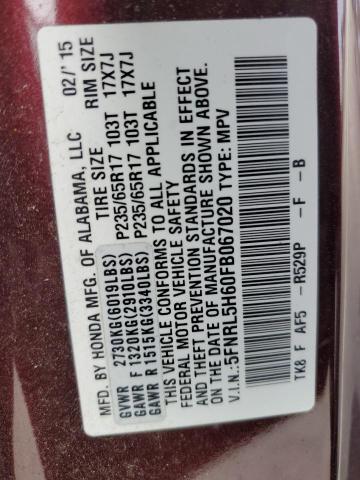 MFD. BY HONDA MFG. OF ALABAMA, LLC 02/'15
TIRE SIZE RIM SIZE
GVWR 2730KG(6019LBS)
GAWR F 1320KG(2910LBS) P235/65R17 103T 17X7J
GAWR R 1515KG(3340LBS) P235/65R17 103T 17X7J
THIS VEHICLE CONFORMS TO ALL APPLICABLE
FEDERAL MOTOR VEHICLE SAFETY
AND THEFT PREVENTION STANDARDS IN EFFECT
ON THE DATE OF MANUFACTURE SHOWN ABOVE.
V.I.N.:5FNRL5H60FB067020 TYPE: MPV
TK8 F AF5 -R529P -F -B